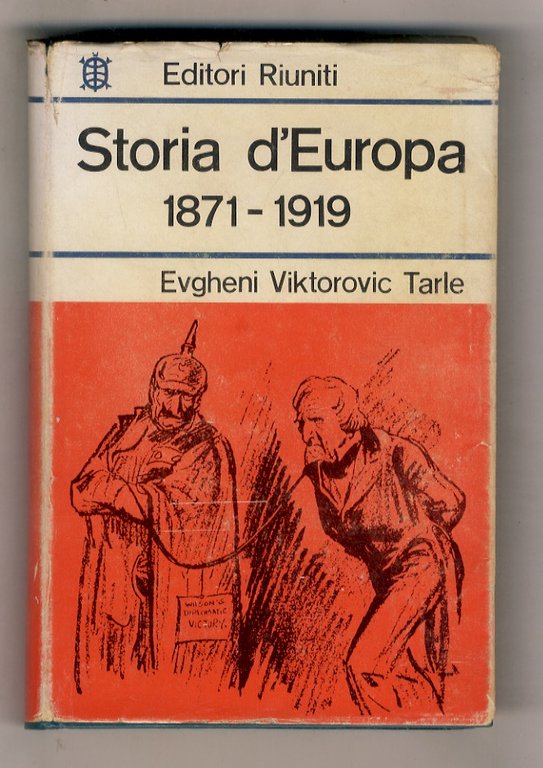 Editori Riuniti
Storia d'Europa
1871-1919
Evgheni Viktorovic Tarle
WILSON'S
DIPLOMATIC
VICTORY.